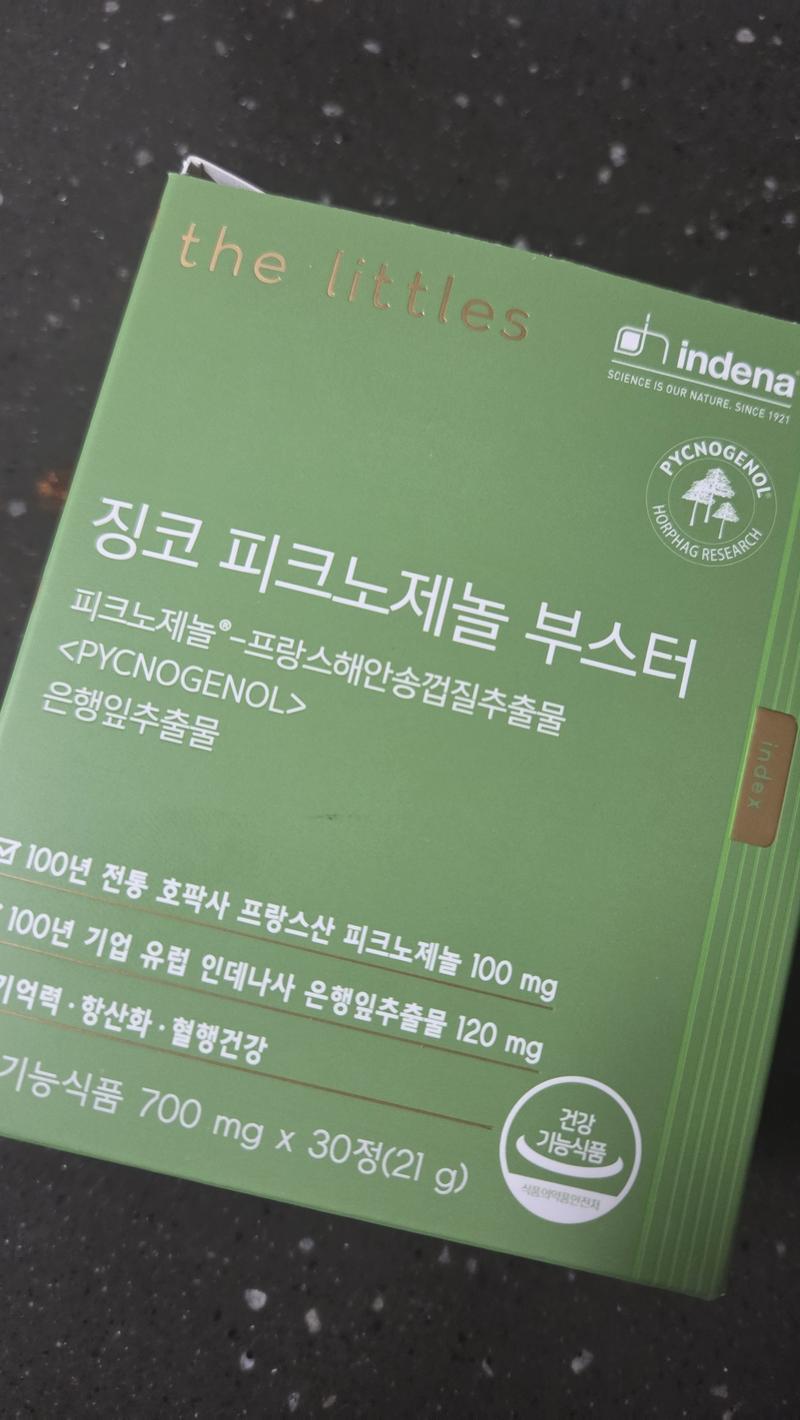 the littles
indena
SCIENCE IS OUR NATURE. SINCE 1921
PYCNOGENOL®
HORPHAG RESEARCH
징코 피크노제놀 부스터
피크노제놀®-프랑스해안송껍질추출물
<PYCNOGENOL>
은행잎추출물
index
100년 전통 호팍사 프랑스산 피크노제놀 100 mg
100년 기업 유럽 인데나사 은행잎추출물 120 mg
기억력·항산화·혈행건강
기능식품 700 mg x 30정(21 g)
건강
기능식품
식품의약품안전처